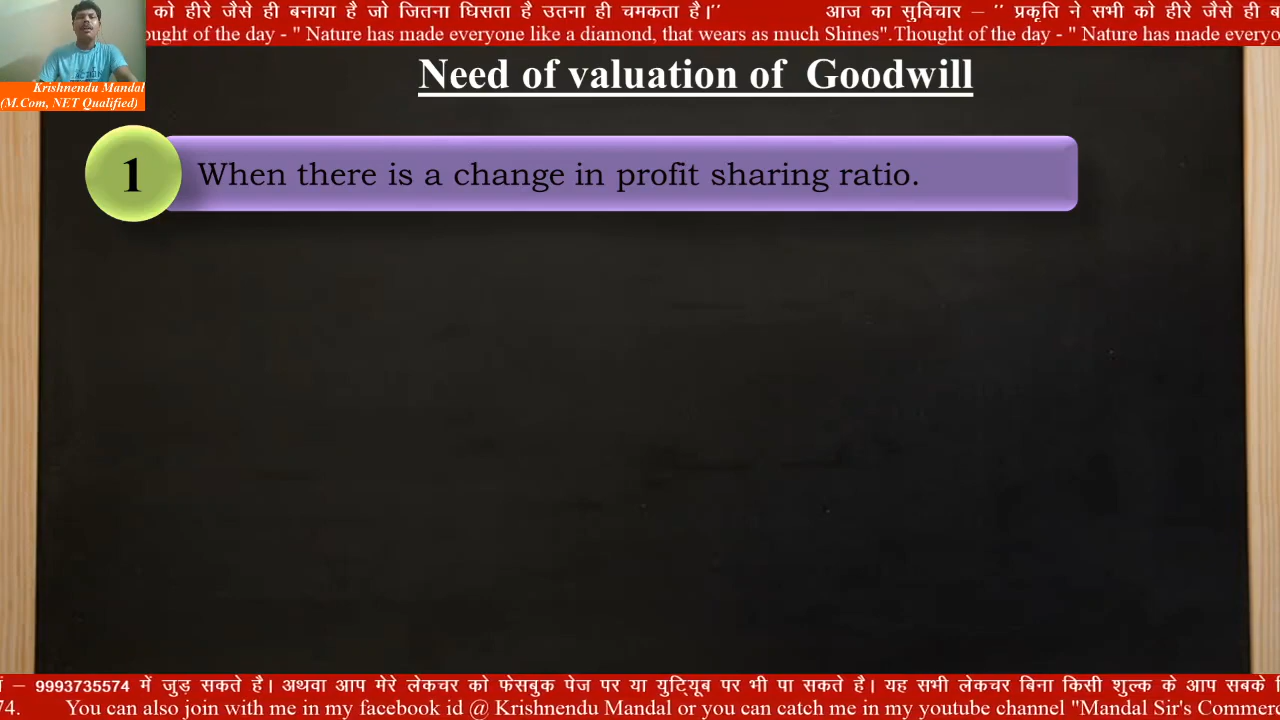 को हीरे जैसे ही बनाया है जो जितना घिसता है उतना ही चमकता है।’’ आज का सुविचार – ’’ प्रकृति ने सभी को हीरे जैसे ही ब
ought of the day - " Nature has made everyone like a diamond, that wears as much Shines".Thought of the day - " Nature has made everyo
Krishnendu Mandal
(M.Com, NET Qualified)
Need of valuation of Goodwill
1 When there is a change in profit sharing ratio.
– 9993735574 में जुड़ सकते है। अथवा आप मेरे लेकचर को फेसबुक पेज पर या युटि्यूब पर भी पा सकते है। यह सभी लेकचर बिना किसी शुल्क के आप सबके
74. You can also join with me in my facebook id @ Krishnendu Mandal or you can catch me in my youtube channel "Mandal Sir's Commerc